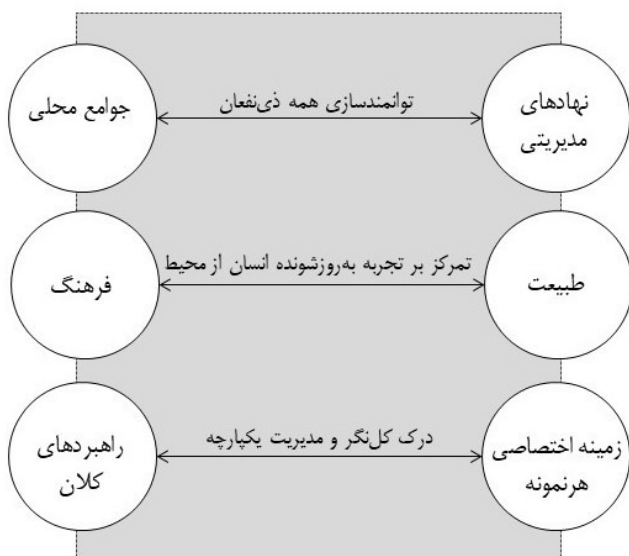 نهادهای
مدیریتی
توانمندسازی همه ذی‌نفعان
جوامع محلی
طبیعت
تمرکز بر تجربه به‌روزشونده انسان از محیط
فرهنگ
زمینه اختصاصی
هرنمونه
درک کل‌نگر و مدیریت یکپارچه
راهبردهای
کلان